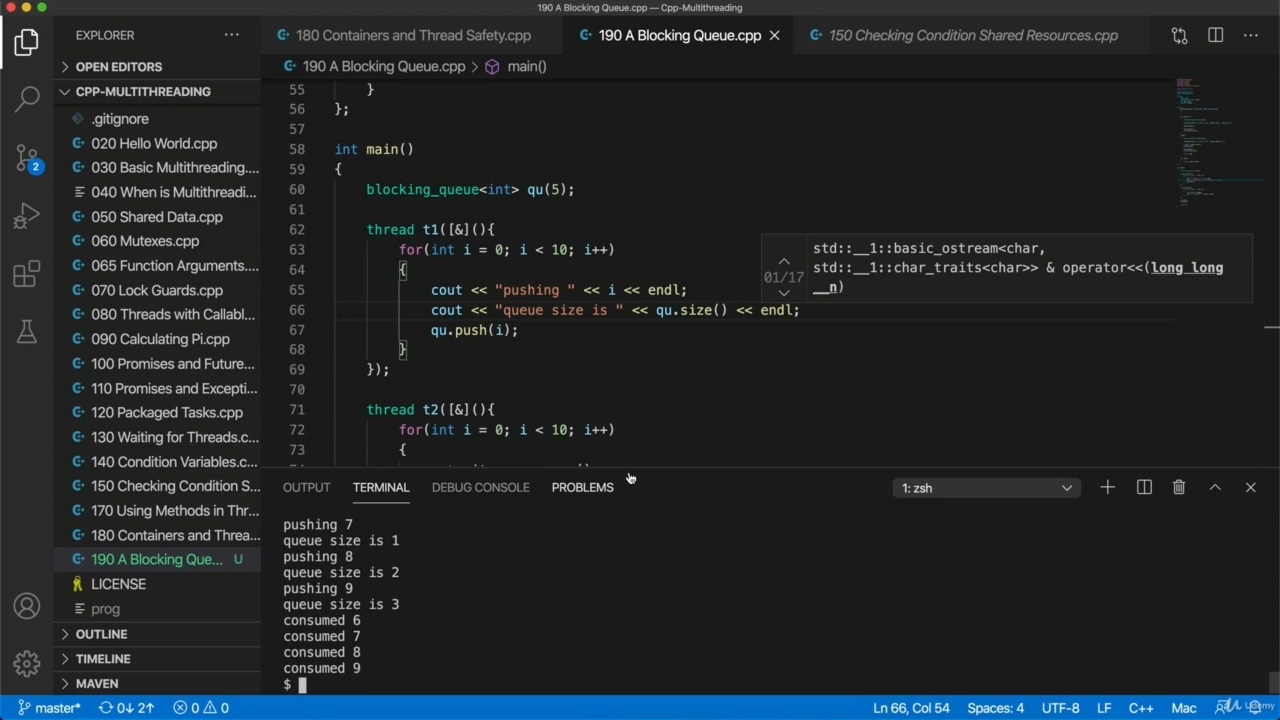 190 A Blocking Queue.cpp — Cpp-Multithreading
EXPLORER
180 Containers and Thread Safety.cpp
190 A Blocking Queue.cpp
150 Checking Condition Shared Resources.cpp
OPEN EDITORS
190 A Blocking Queue.cpp > main()
CPP-MULTITHREADING
.gitignore
020 Hello World.cpp
030 Basic Multithreading....
040 When is Multithreadi...
050 Shared Data.cpp
060 Mutexes.cpp
065 Function Arguments....
070 Lock Guards.cpp
080 Threads with Callabl...
090 Calculating Pi.cpp
100 Promises and Future...
110 Promises and Excepti...
120 Packaged Tasks.cpp
130 Waiting for Threads.c...
140 Condition Variables.c...
150 Checking Condition S...
170 Using Methods in Thr...
180 Containers and Threa...
190 A Blocking Que... U
LICENSE
prog
OUTLINE
TIMELINE
MAVEN
55 }
56 };
57
58 int main()
59 {
60 blocking_queue<int> qu(5);
61
62 thread t1([&](){
63 for(int i = 0; i < 10; i++)
64 {
65 cout << "pushing " << i << endl;
66 cout << "queue size is " << qu.size() << endl;
67 qu.push(i);
68 }
69 });
70
71 thread t2([&](){
72 for(int i = 0; i < 10; i++)
73 {
01/17
std::__1::basic_ostream<char,
std::__1::char_traits<char>> & operator<<(long long
__n)
OUTPUT TERMINAL DEBUG CONSOLE PROBLEMS
1: zsh
pushing 7
queue size is 1
pushing 8
queue size is 2
pushing 9
queue size is 3
consumed 6
consumed 7
consumed 8
consumed 9
$
2
master* 0↓ 2↑ 0 0
Ln 66, Col 54 Spaces: 4 UTF-8 LF C++ Mac
Udemy